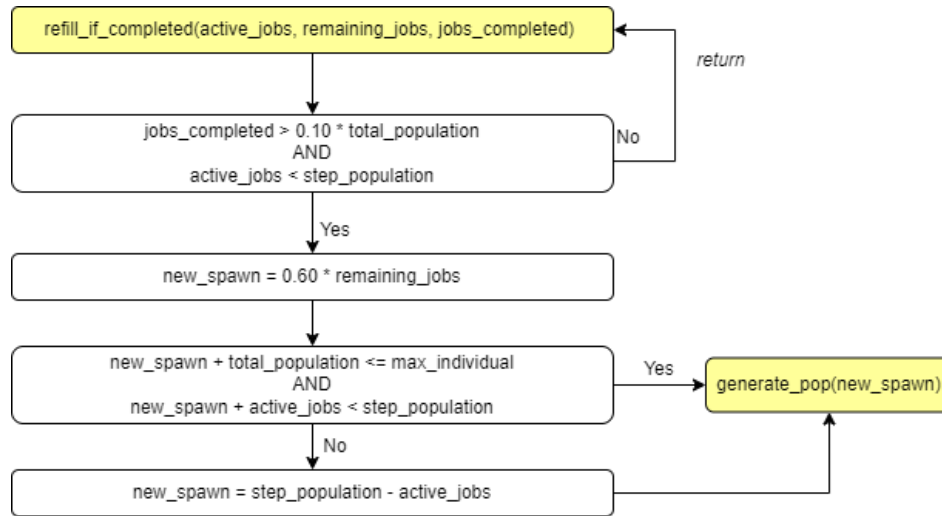 refill_if_completed(active_jobs, remaining_jobs, jobs_completed)
return
jobs_completed > 0.10 * total_population
AND
active_jobs < step_population
No
Yes
new_spawn = 0.60 * remaining_jobs
new_spawn + total_population <= max_individual
AND
new_spawn + active_jobs < step_population
Yes
generate_pop(new_spawn)
No
new_spawn = step_population - active_jobs